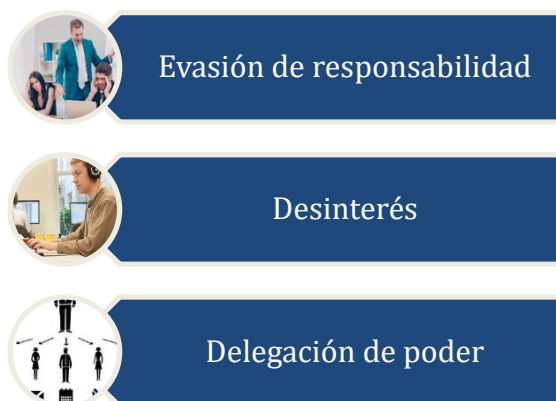 Evasión de responsabilidad
Desinterés
Delegación de poder